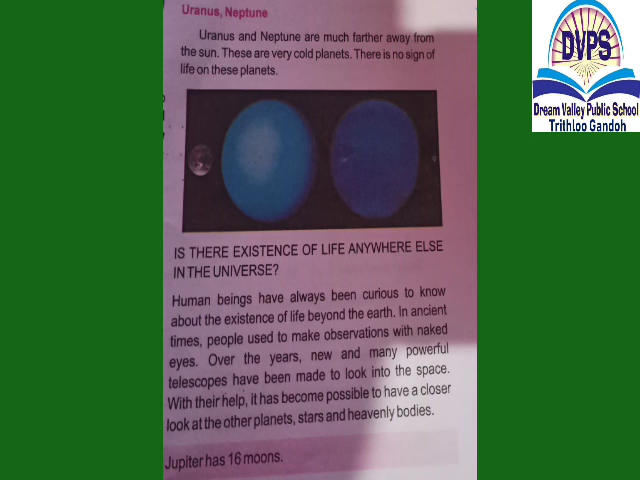 Uranus, Neptune
Uranus and Neptune are much farther away from
the sun. These are very cold planets. There is no sign of
life on these planets.
IS THERE EXISTENCE OF LIFE ANYWHERE ELSE
IN THE UNIVERSE?
Human beings have always been curious to know
about the existence of life beyond the earth. In ancient
times, people used to make observations with naked
eyes. Over the years, new and many powerful
telescopes have been made to look into the space.
With their help, it has become possible to have a closer
look at the other planets, stars and heavenly bodies.
Jupiter has 16 moons.
DVPS
Dream Valley Public School
Trithloo Gandoh